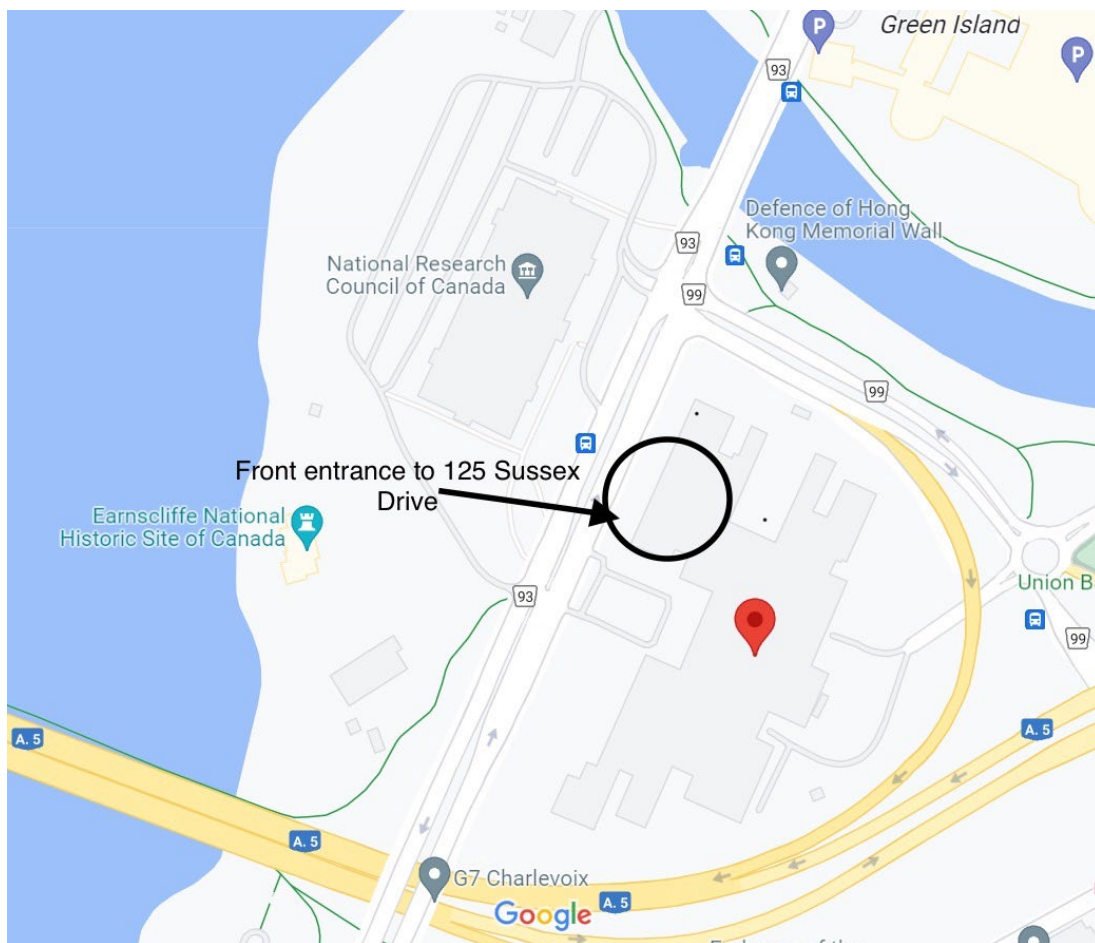 Green Island
P
P
93
Defence of Hong
Kong Memorial Wall
93
National Research
Council of Canada
99
99
Front entrance to 125 Sussex
Drive
Earnscliffe National
Historic Site of Canada
Union B
93
99
A. 5
A. 5
A. 5
A. 5
G7 Charlevoix
Google